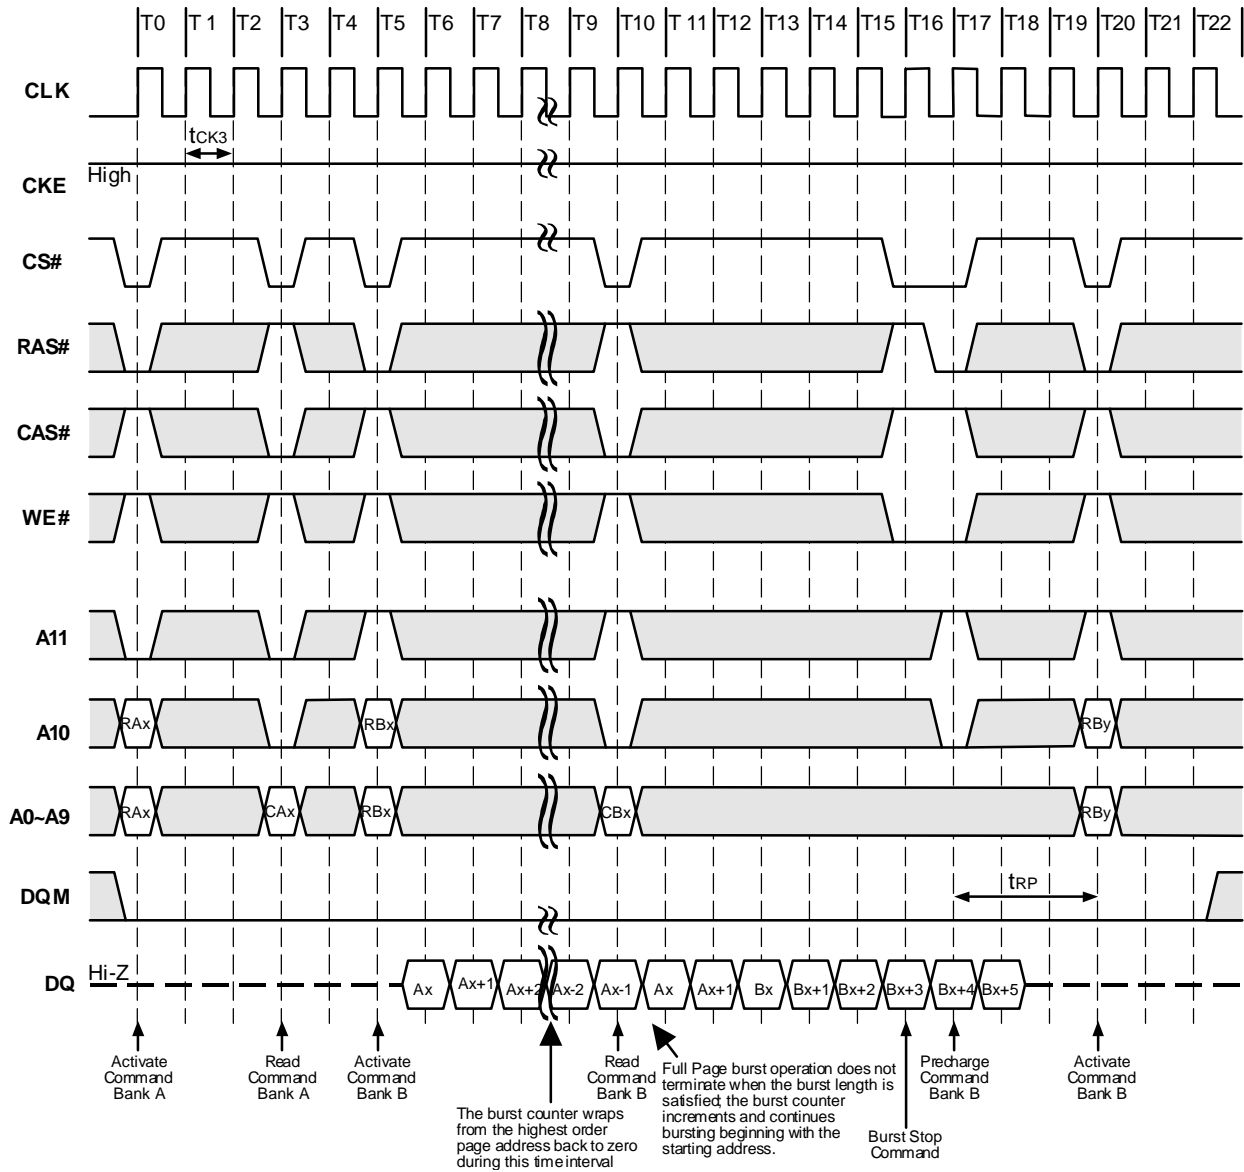 T0 T 1 T2 T3 T4 T5 T6 T7 T8 T9 T10 T 11 T12 T13 T14 T15 T16 T17 T18 T19 T20 T21 T22
CLK
tCK3
High
CKE
CS#
RAS#
CAS#
WE#
A11
A10
RAx RBx RBy
A0~A9
RAx CAx RBx CBx RBy
DQM
tRP
Hi-Z
DQ
Ax Ax+1 Ax+2 Ax-2 Ax-1 Ax Ax+1 Bx Bx+1 Bx+2 Bx+3 Bx+4 Bx+5
Activate
Command
Bank A
Read
Command
Bank A
Activate
Command
Bank B
The burst counter wraps
from the highest order
page address back to zero
during this time interval
Read
Command
Bank B
Full Page burst operation does not
terminate when the burst length is
satisfied; the burst counter
increments and continues
bursting beginning with the
starting address.
Burst Stop
Command
Precharge
Command
Bank B
Activate
Command
Bank B